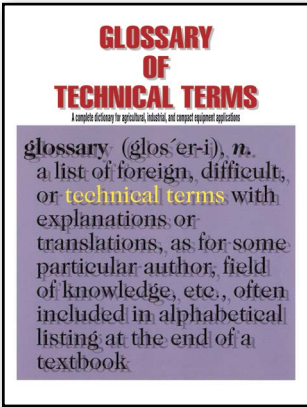 GLOSSARY
OF
TECHNICAL TERMS
A complete dictionary for agricultural, industrial, and compact equipment applications
glossary (glos er-i), n.
a list of foreign, difficult,
or technical terms with
explanations or
translations, as for some
particular author, field
of knowledge, etc., often
included in alphabetical
listing at the end of a
textbook